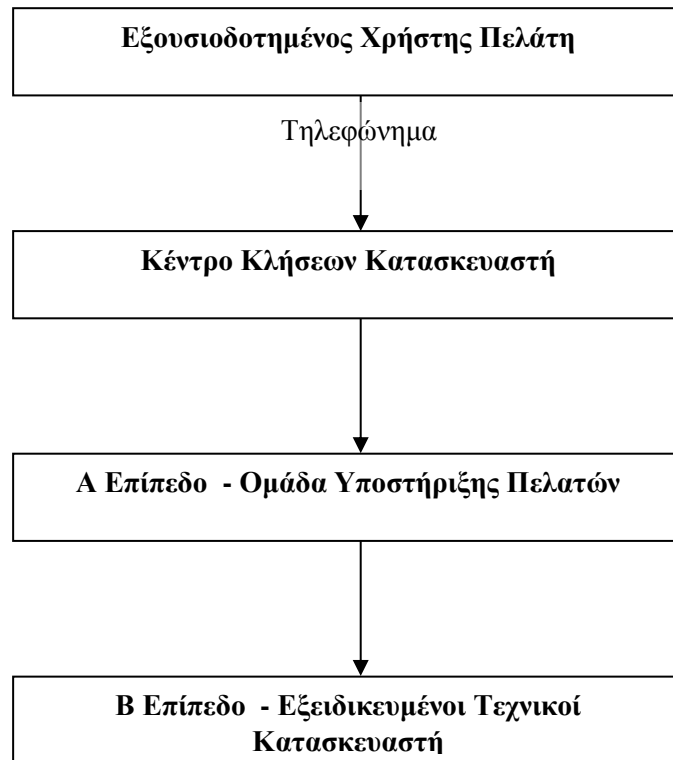 Εξουσιοδοτημένος Χρήστης Πελάτη
Τηλεφώνημα
Κέντρο Κλήσεων Κατασκευαστή
Α Επίπεδο - Ομάδα Υποστήριξης Πελατών
Β Επίπεδο - Εξειδικευμένοι Τεχνικοί
Κατασκευαστή